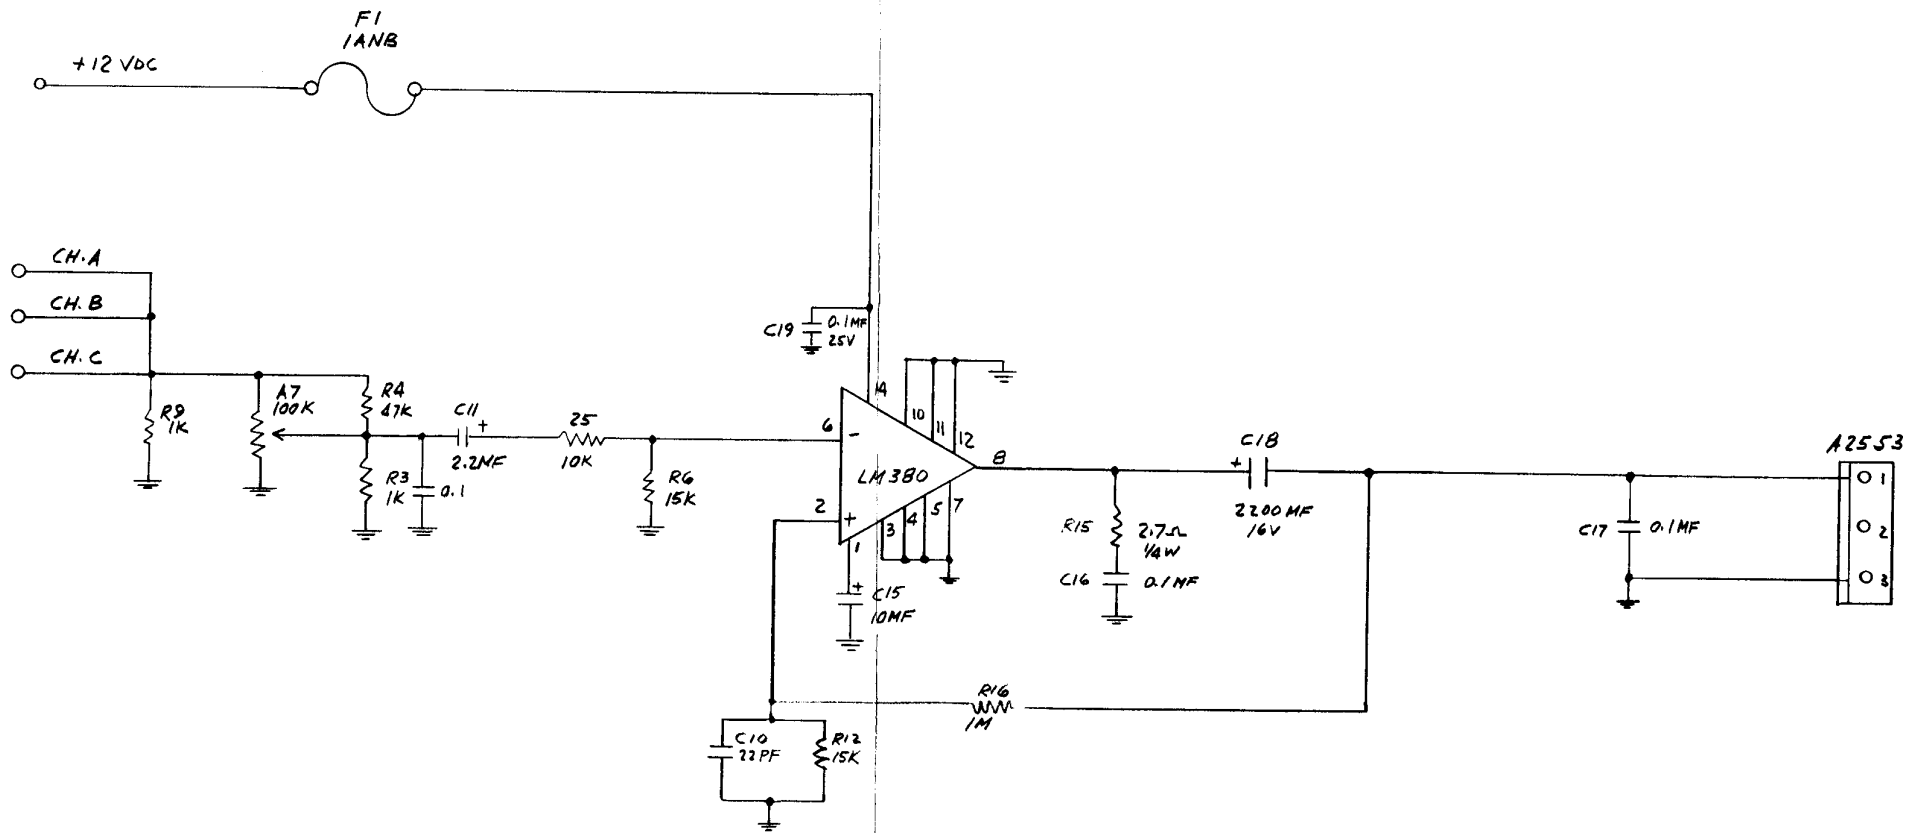 F1
1ANB
+12 VDC
CH.A
CH.B
CH.C
R9
1K
A7
100K
R4
47K
R3
1K
0.1
C11
+
2.2MF
25
10K
R6
15K
C19
0.1MF
25V
4
10
11
12
6
-
LM380
8
2
+
3
4
5
7
1
+
C15
10MF
R15
2.7Ω
1/4W
C16
0.1MF
C18
+
2200MF
16V
C17
0.1MF
A2553
1
2
3
R16
1M
C10
22PF
R12
15K